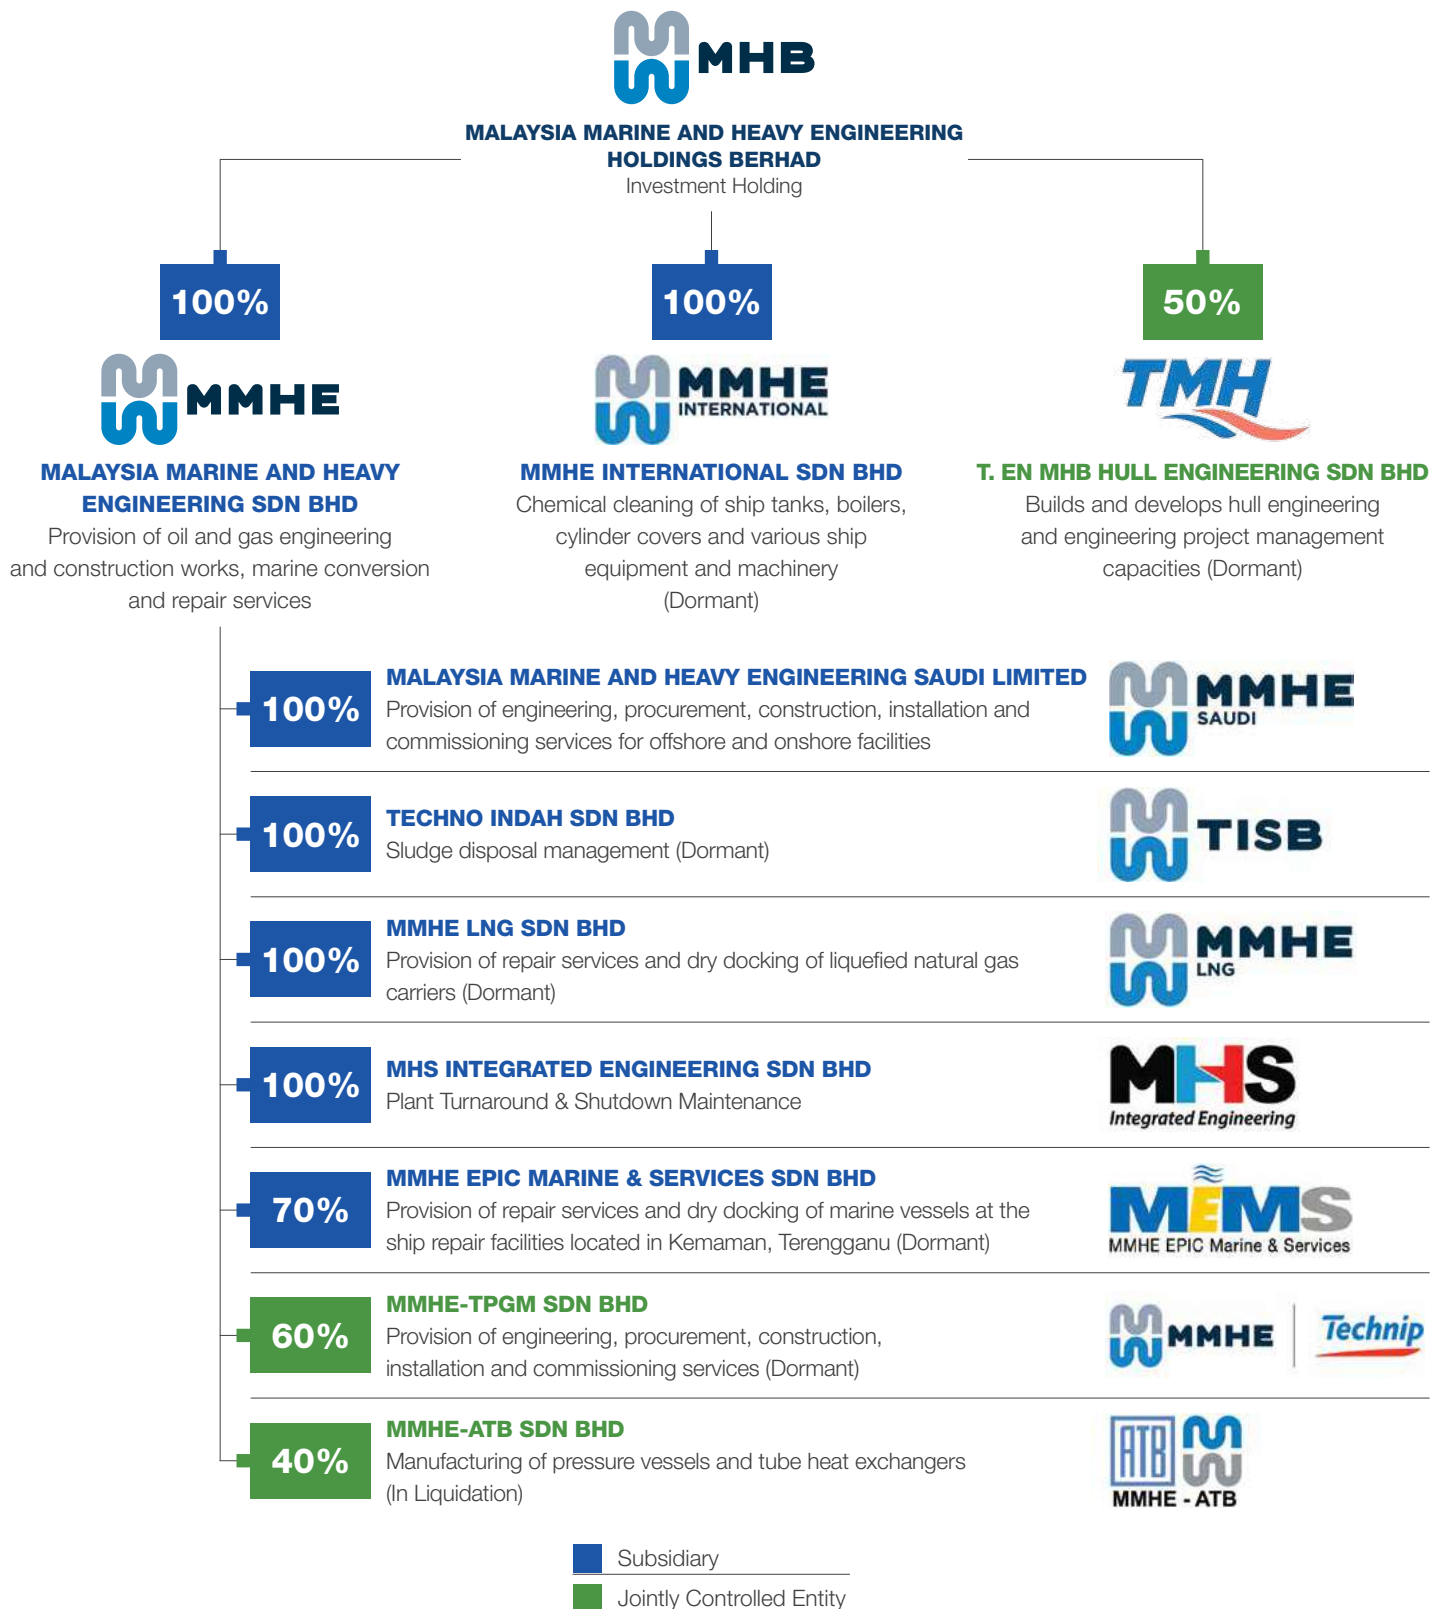 MHB
MALAYSIA MARINE AND HEAVY ENGINEERING
HOLDINGS BERHAD
Investment Holding
100%
MMHE
MALAYSIA MARINE AND HEAVY
ENGINEERING SDN BHD
Provision of oil and gas engineering
and construction works, marine conversion
and repair services
100%
MMHE
INTERNATIONAL
MMHE INTERNATIONAL SDN BHD
Chemical cleaning of ship tanks, boilers,
cylinder covers and various ship
equipment and machinery
(Dormant)
50%
TMH
T. EN MHB HULL ENGINEERING SDN BHD
Builds and develops hull engineering
and engineering project management
capacities (Dormant)
100%
MALAYSIA MARINE AND HEAVY ENGINEERING SAUDI LIMITED
Provision of engineering, procurement, construction, installation and
commissioning services for offshore and onshore facilities
MMHE
SAUDI
100%
TECHNO INDAH SDN BHD
Sludge disposal management (Dormant)
TISB
100%
MMHE LNG SDN BHD
Provision of repair services and dry docking of liquefied natural gas
carriers (Dormant)
MMHE
LNG
100%
MHS INTEGRATED ENGINEERING SDN BHD
Plant Turnaround & Shutdown Maintenance
MHS
Integrated Engineering
70%
MMHE EPIC MARINE & SERVICES SDN BHD
Provision of repair services and dry docking of marine vessels at the
ship repair facilities located in Kemaman, Terengganu (Dormant)
MEMS
MMHE EPIC Marine & Services
60%
MMHE-TPGM SDN BHD
Provision of engineering, procurement, construction,
installation and commissioning services (Dormant)
MMHE
Technip
40%
MMHE-ATB SDN BHD
Manufacturing of pressure vessels and tube heat exchangers
(In Liquidation)
ATB
MMHE - ATB
Subsidiary
Jointly Controlled Entity